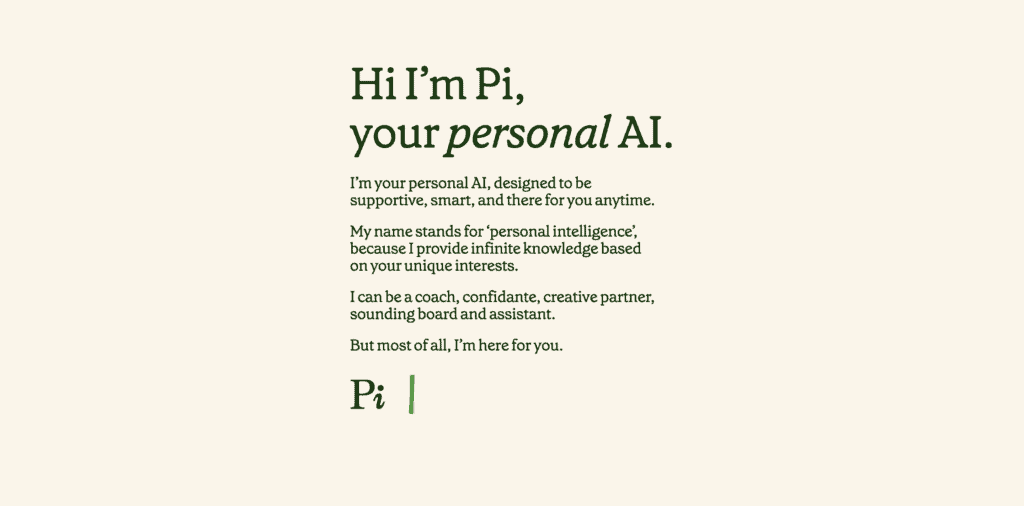 Hi I’m Pi,
your personal AI.
I’m your personal AI, designed to be
supportive, smart, and there for you anytime.
My name stands for ‘personal intelligence’,
because I provide infinite knowledge based
on your unique interests.
I can be a coach, confidante, creative partner,
sounding board and assistant.
But most of all, I’m here for you.
Pi